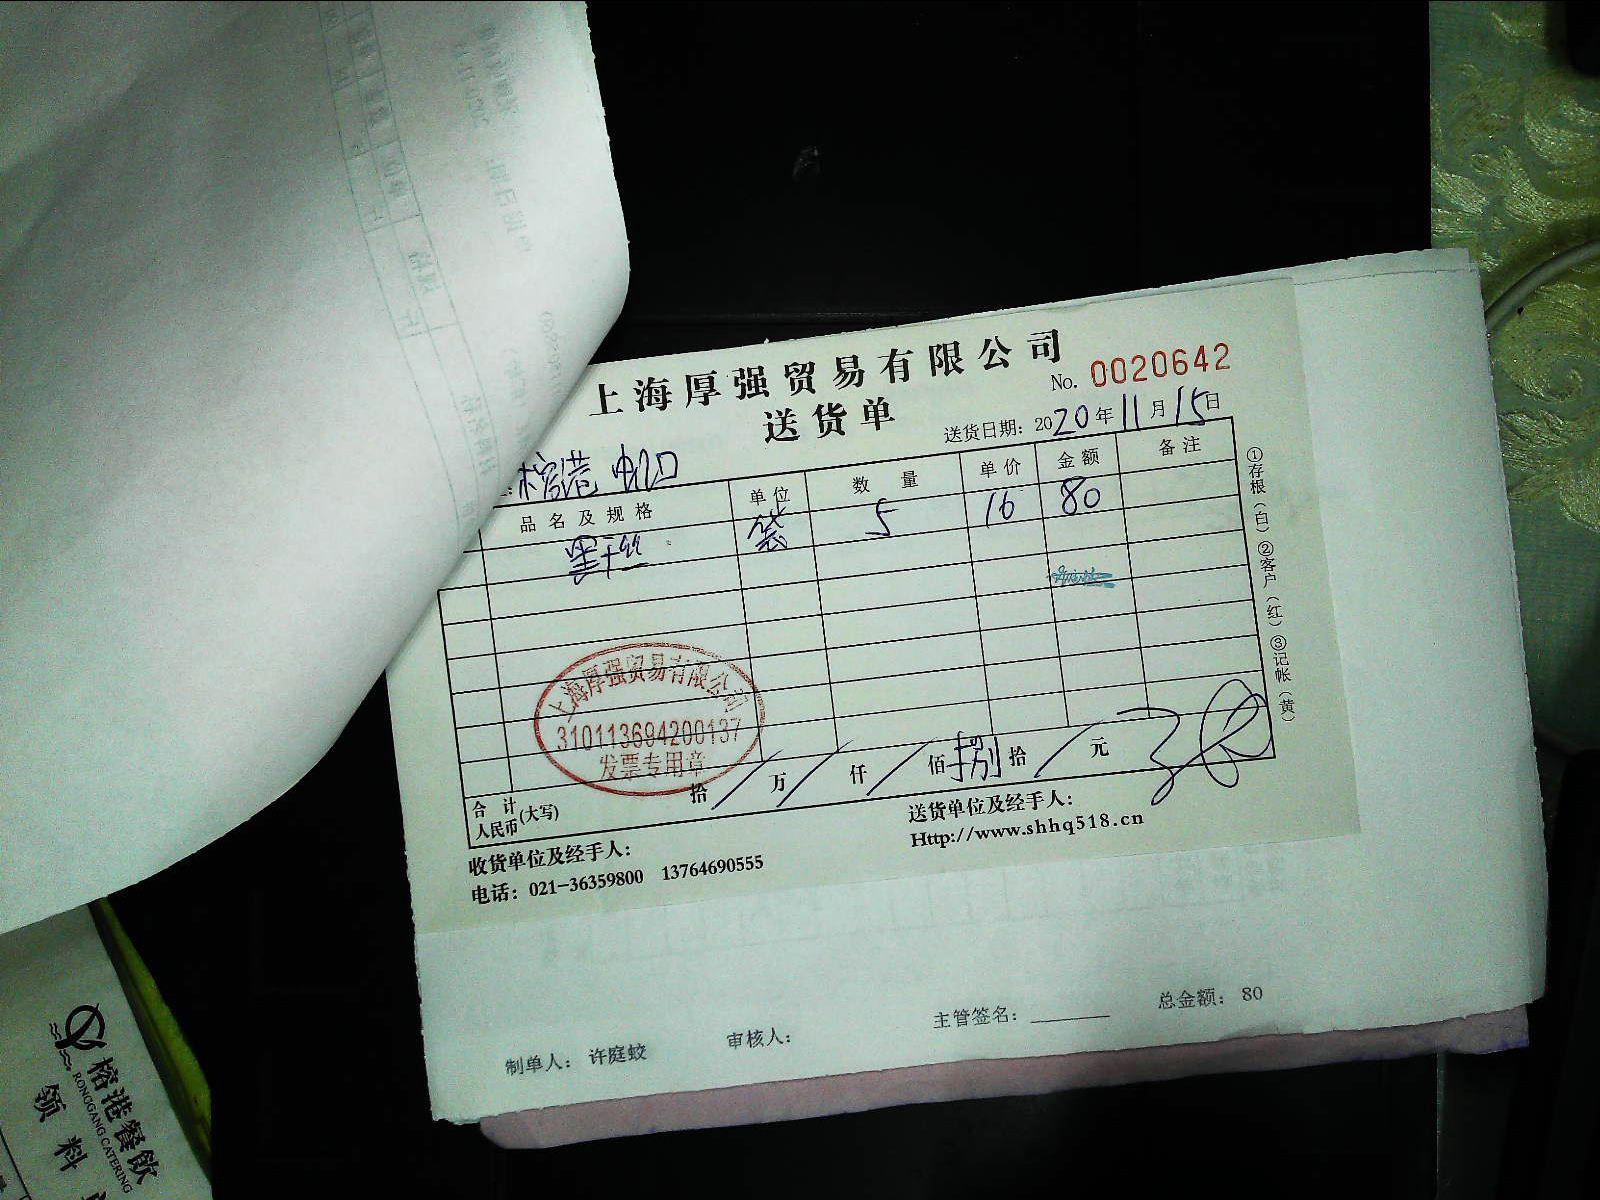 上海厚强贸易有限公司
送货单
No. 0020642
送货日期：2020年11月15日
榕港
品名及规格 单位 数量 单价 金额 备注
袋 5 16 80
上海厚强贸易有限公司
310113694200137
发票专用章
合计人民币(大写) 拾 万 仟 佰 捌 拾 元
收货单位及经手人：
送货单位及经手人：
电话：021-36359800 13764690555
Http://www.shhq518.cn
①存根（白）②客户（红）③记帐（黄）
制单人： 许庭蛟 审核人： 主管签名： 总金额： 80
榕港餐飲
RONGGANG CATERING
领料